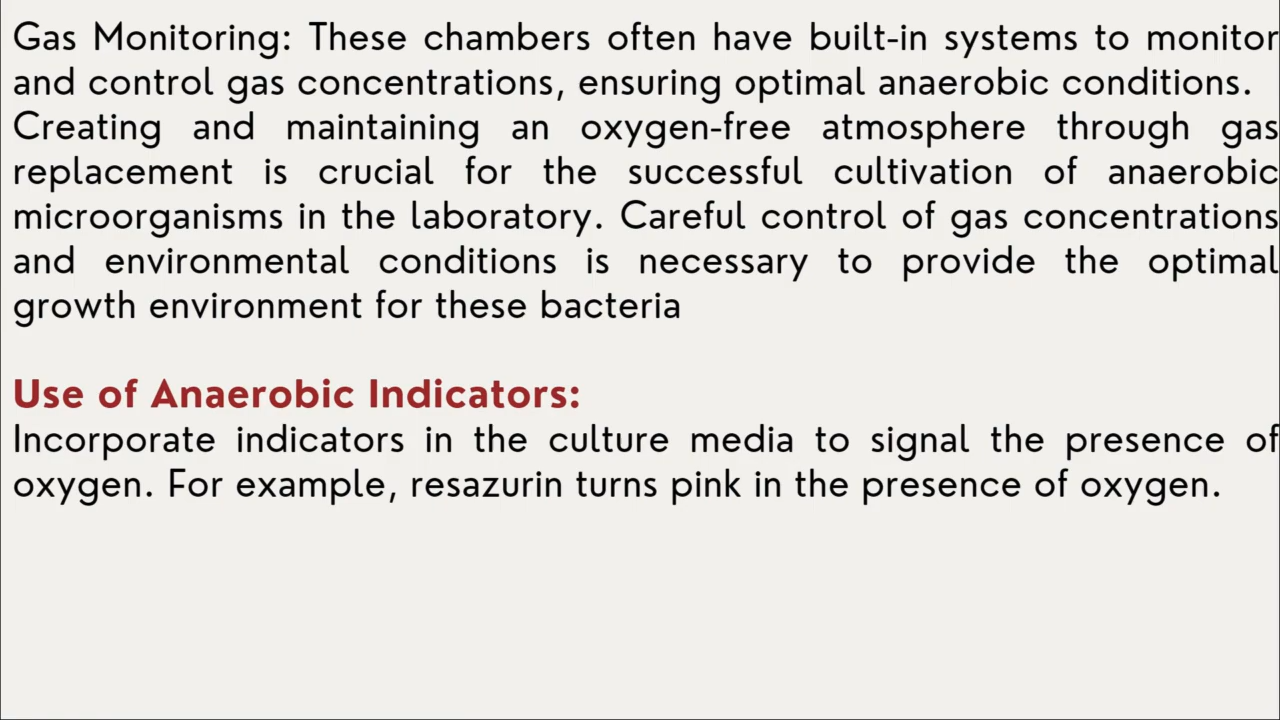 Gas Monitoring: These chambers often have built-in systems to monitor
and control gas concentrations, ensuring optimal anaerobic conditions.
Creating and maintaining an oxygen-free atmosphere through gas
replacement is crucial for the successful cultivation of anaerobic
microorganisms in the laboratory. Careful control of gas concentrations
and environmental conditions is necessary to provide the optimal
growth environment for these bacteria
Use of Anaerobic Indicators:
Incorporate indicators in the culture media to signal the presence of
oxygen. For example, resazurin turns pink in the presence of oxygen.